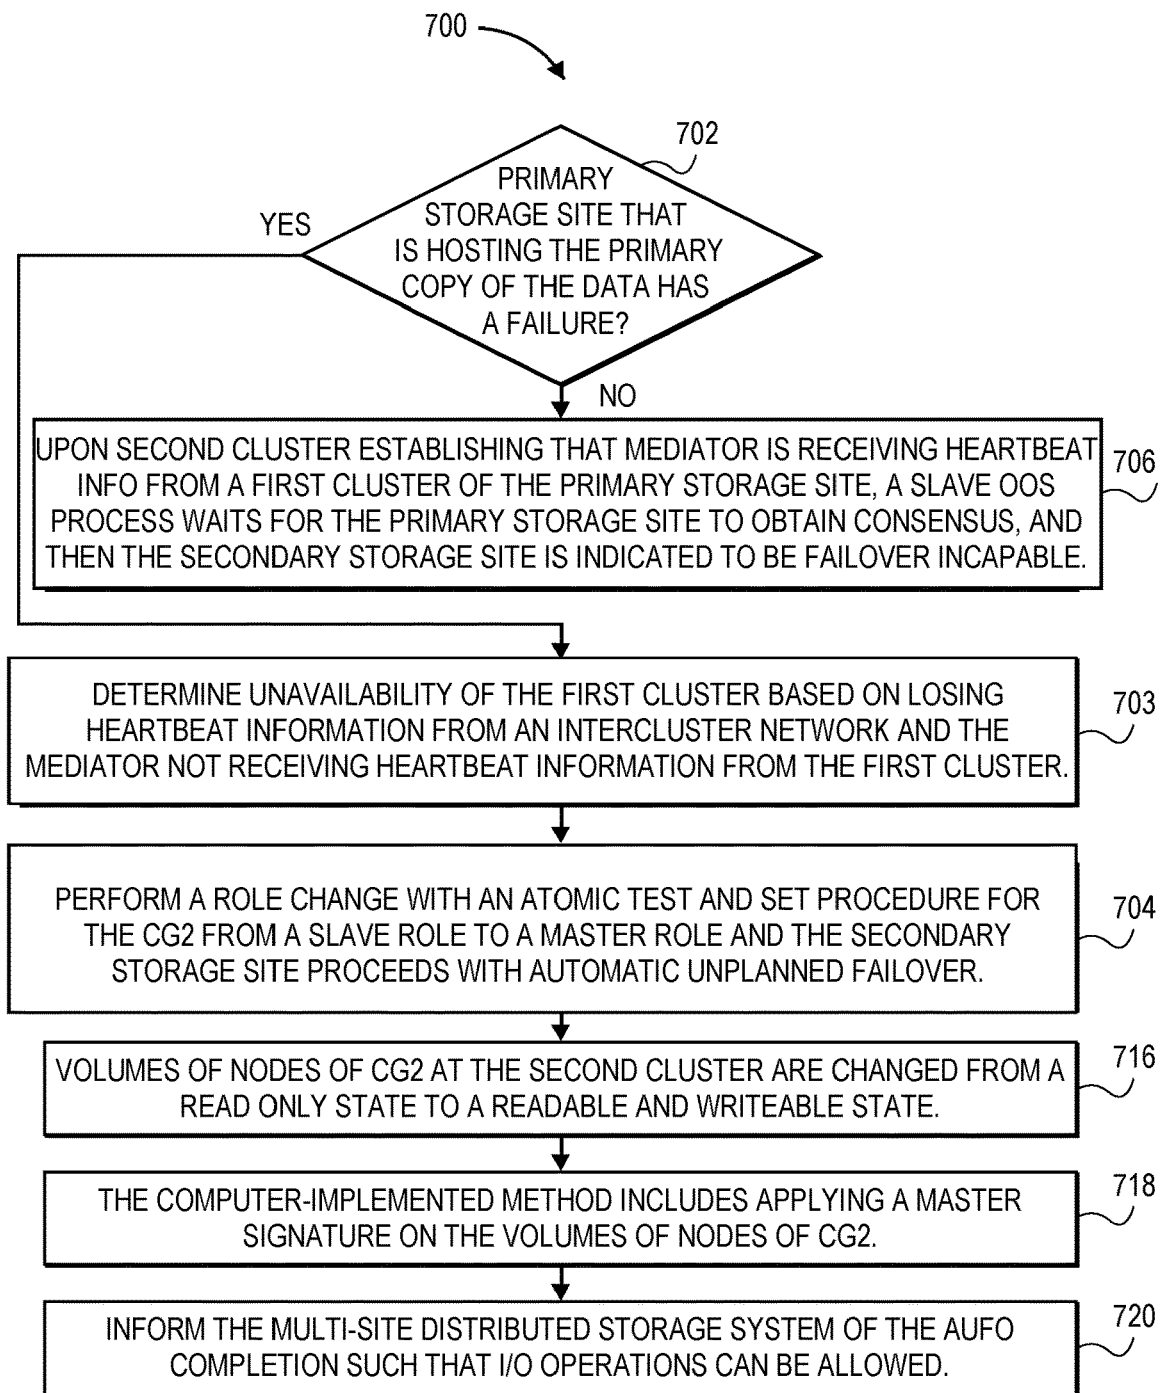 700
702
PRIMARY
STORAGE SITE THAT
IS HOSTING THE PRIMARY
COPY OF THE DATA HAS
A FAILURE?
YES
NO
UPON SECOND CLUSTER ESTABLISHING THAT MEDIATOR IS RECEIVING HEARTBEAT
INFO FROM A FIRST CLUSTER OF THE PRIMARY STORAGE SITE, A SLAVE OOS
PROCESS WAITS FOR THE PRIMARY STORAGE SITE TO OBTAIN CONSENSUS, AND
THEN THE SECONDARY STORAGE SITE IS INDICATED TO BE FAILOVER INCAPABLE.
706
DETERMINE UNAVAILABILITY OF THE FIRST CLUSTER BASED ON LOSING
HEARTBEAT INFORMATION FROM AN INTERCLUSTER NETWORK AND THE
MEDIATOR NOT RECEIVING HEARTBEAT INFORMATION FROM THE FIRST CLUSTER.
703
PERFORM A ROLE CHANGE WITH AN ATOMIC TEST AND SET PROCEDURE FOR
THE CG2 FROM A SLAVE ROLE TO A MASTER ROLE AND THE SECONDARY
STORAGE SITE PROCEEDS WITH AUTOMATIC UNPLANNED FAILOVER.
704
VOLUMES OF NODES OF CG2 AT THE SECOND CLUSTER ARE CHANGED FROM A
READ ONLY STATE TO A READABLE AND WRITEABLE STATE.
716
THE COMPUTER-IMPLEMENTED METHOD INCLUDES APPLYING A MASTER
SIGNATURE ON THE VOLUMES OF NODES OF CG2.
718
INFORM THE MULTI-SITE DISTRIBUTED STORAGE SYSTEM OF THE AUFO
COMPLETION SUCH THAT I/O OPERATIONS CAN BE ALLOWED.
720